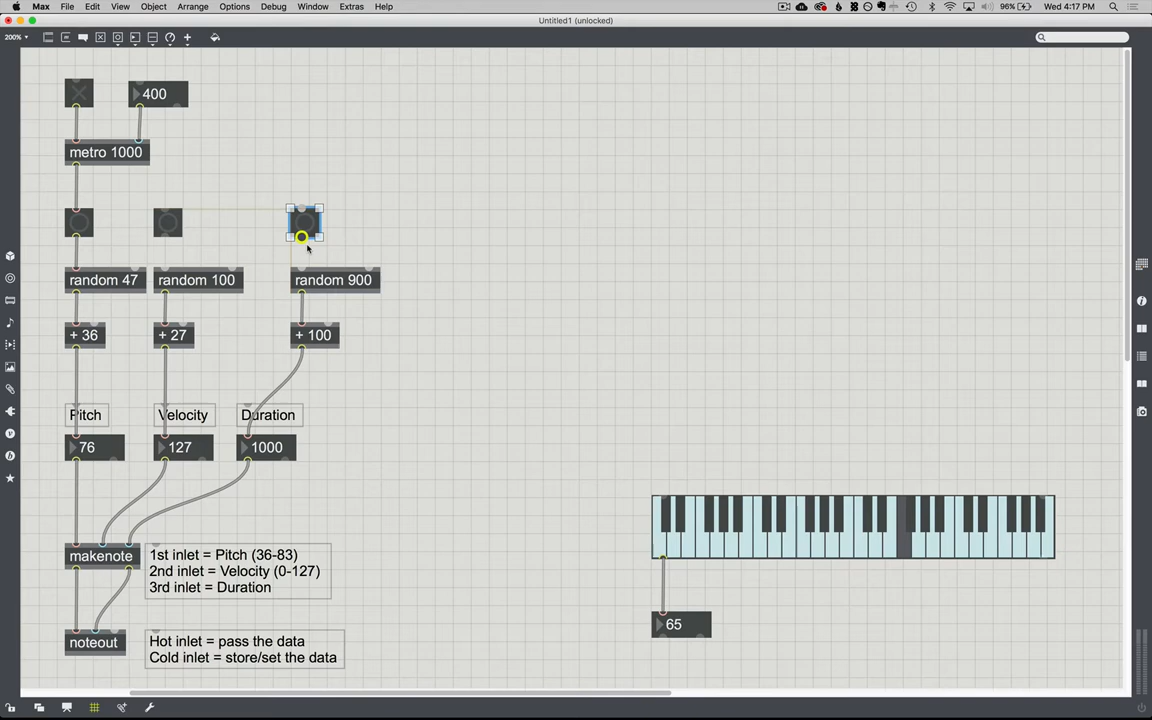 Max File Edit View Object Arrange Options Debug Window Extras Help
96% Wed 4:17 PM
Untitled1 (unlocked)
200%
400
metro 1000
random 47 random 100 random 900
+ 36 + 27 + 100
Pitch Velocity Duration
76 127 1000
makenote
1st inlet = Pitch (36-83)
2nd inlet = Velocity (0-127)
3rd inlet = Duration
65
noteout
Hot inlet = pass the data
Cold inlet = store/set the data